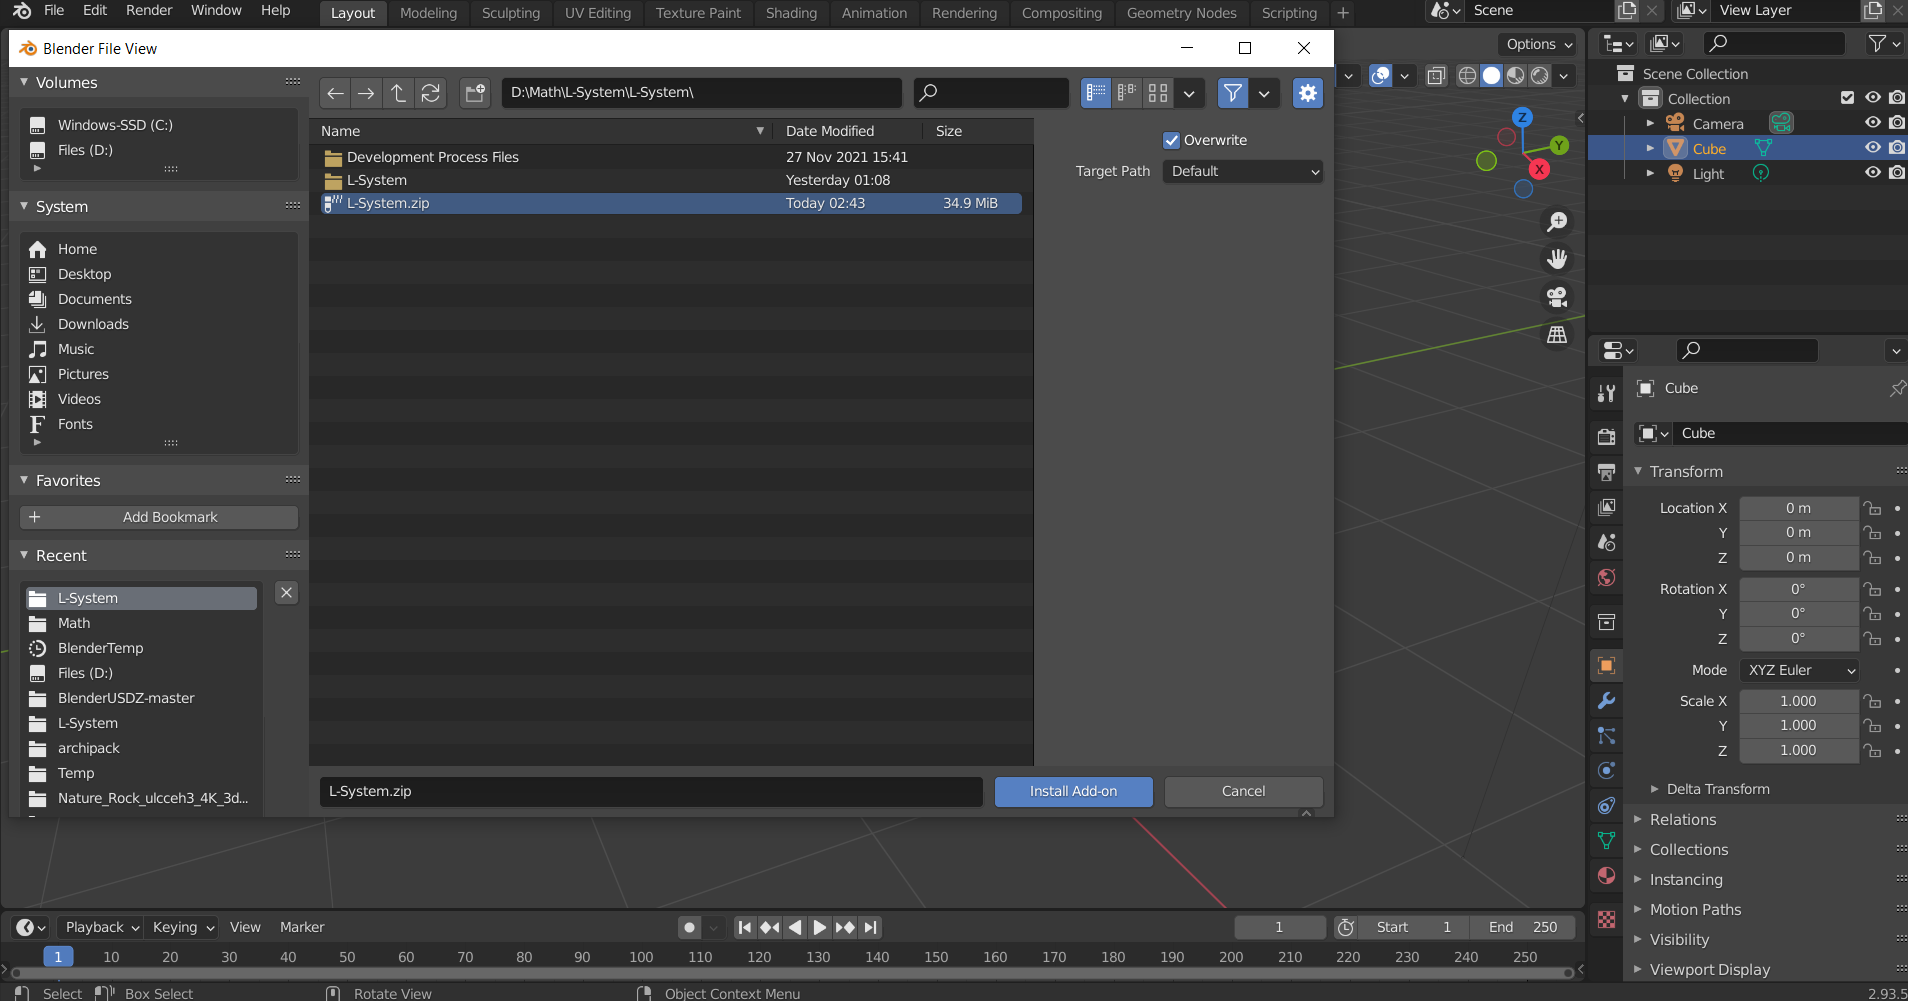 File Edit Render Window Help Layout Modeling Sculpting UV Editing Texture Paint Shading Animation Rendering Compositing Geometry Nodes Scripting + Scene View Layer
Blender File View
Options
Volumes
Windows-SSD (C:)
Files (D:)
System
Home
Desktop
Documents
Downloads
Music
Pictures
Videos
Fonts
Favorites
+ Add Bookmark
Recent
L-System
Math
BlenderTemp
Files (D:)
BlenderUSDZ-master
L-System
archipack
Temp
Nature_Rock_ulcceh3_4K_3d...
D:\Math\L-System\L-System\
Name Date Modified Size
Development Process Files 27 Nov 2021 15:41
L-System Yesterday 01:08
L-System.zip Today 02:43 34.9 MiB
Overwrite
Target Path Default
L-System.zip Install Add-on Cancel
Z
Y
X
Scene Collection
Collection
Camera
Cube
Light
Cube
Cube
Transform
Location X 0 m
Y 0 m
Z 0 m
Rotation X 0°
Y 0°
Z 0°
Mode XYZ Euler
Scale X 1.000
Y 1.000
Z 1.000
Delta Transform
Relations
Collections
Instancing
Motion Paths
Visibility
Viewport Display
Playback Keying View Marker 1 Start 1 End 250
1 10 20 30 40 50 60 70 80 90 100 110 120 130 140 150 160 170 180 190 200 210 220 230 240 250
Select Box Select Rotate View Object Context Menu 2.93.5